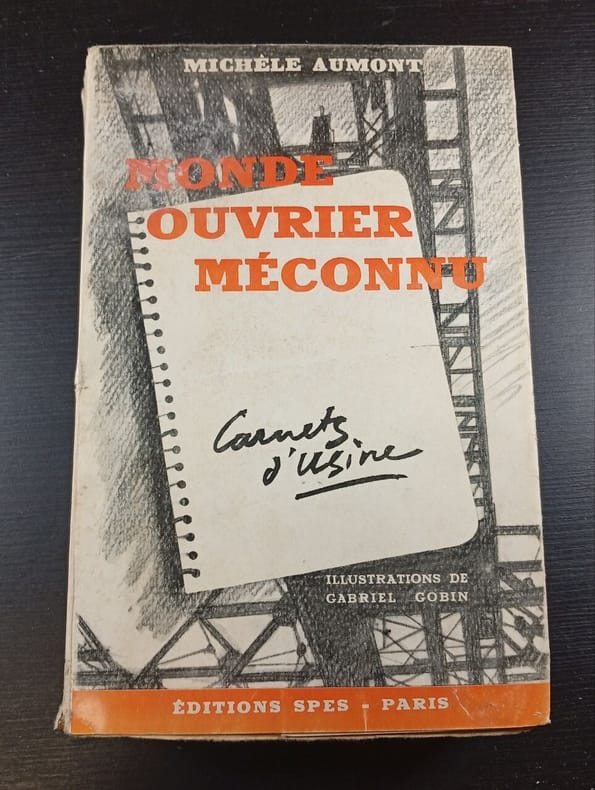 MICHÈLE AUMONT
MONDE
OUVRIER
MÉCONNU
Carnets
d'Usine
ILLUSTRATIONS DE
GABRIEL GOBIN
ÉDITIONS SPES - PARIS